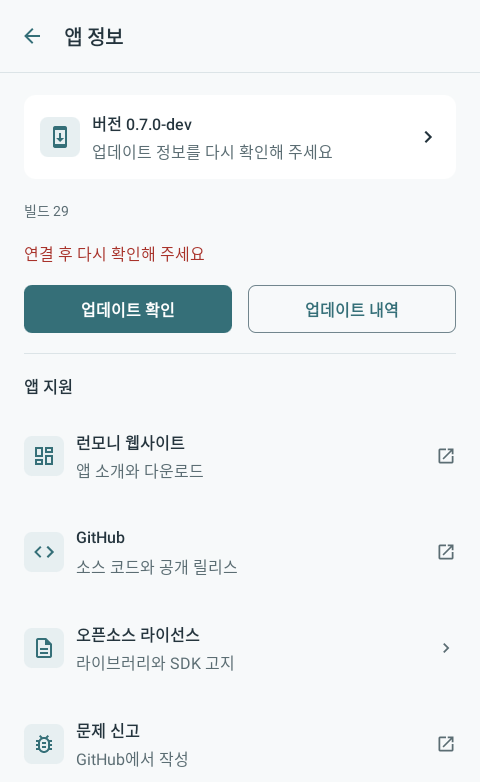 앱 정보
버전 0.7.0-dev
업데이트 정보를 다시 확인해 주세요
빌드 29
연결 후 다시 확인해 주세요
업데이트 확인
업데이트 내역
앱 지원
런모니 웹사이트
앱 소개와 다운로드
GitHub
소스 코드와 공개 릴리스
오픈소스 라이선스
라이브러리와 SDK 고지
문제 신고
GitHub에서 작성